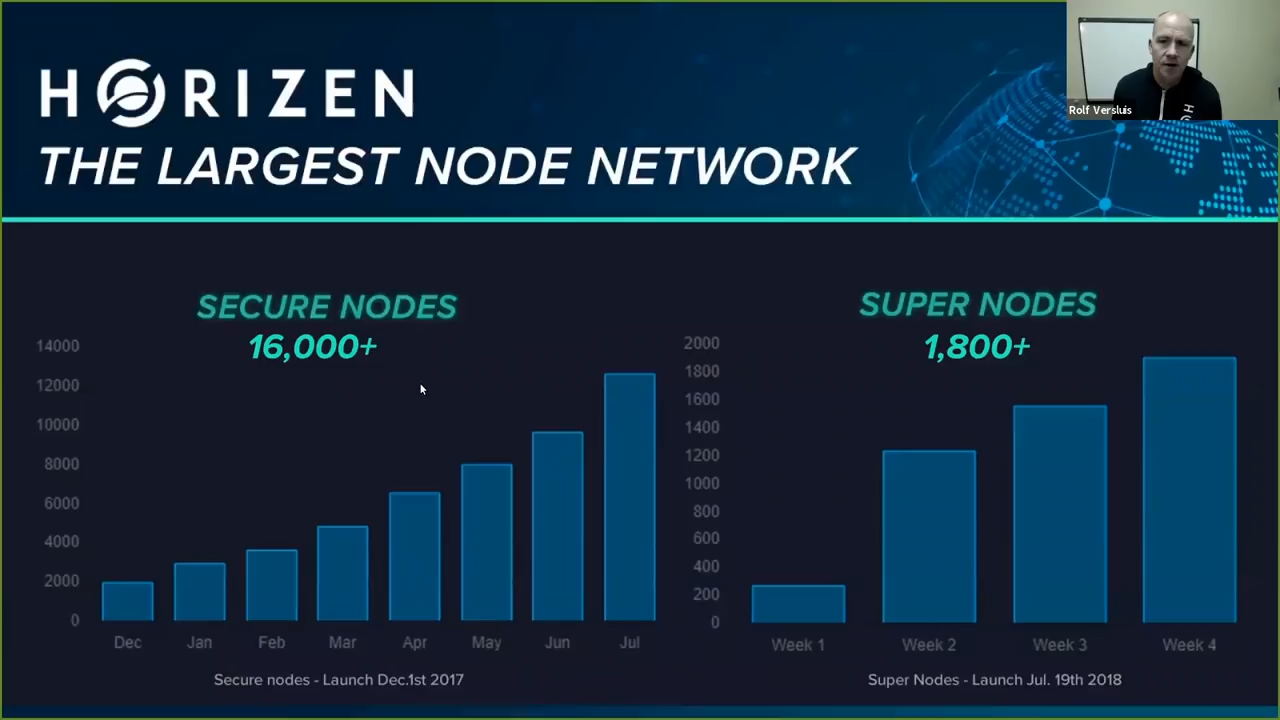 HORIZEN
THE LARGEST NODE NETWORK
Rolf Versluis
H
SECURE NODES
16,000+
14000
12000
10000
8000
6000
4000
2000
0
Dec Jan Feb Mar Apr May Jun Jul
Secure nodes - Launch Dec.1st 2017
SUPER NODES
1,800+
2000
1800
1600
1400
1200
1000
800
600
400
200
0
Week 1 Week 2 Week 3 Week 4
Super Nodes - Launch Jul. 19th 2018